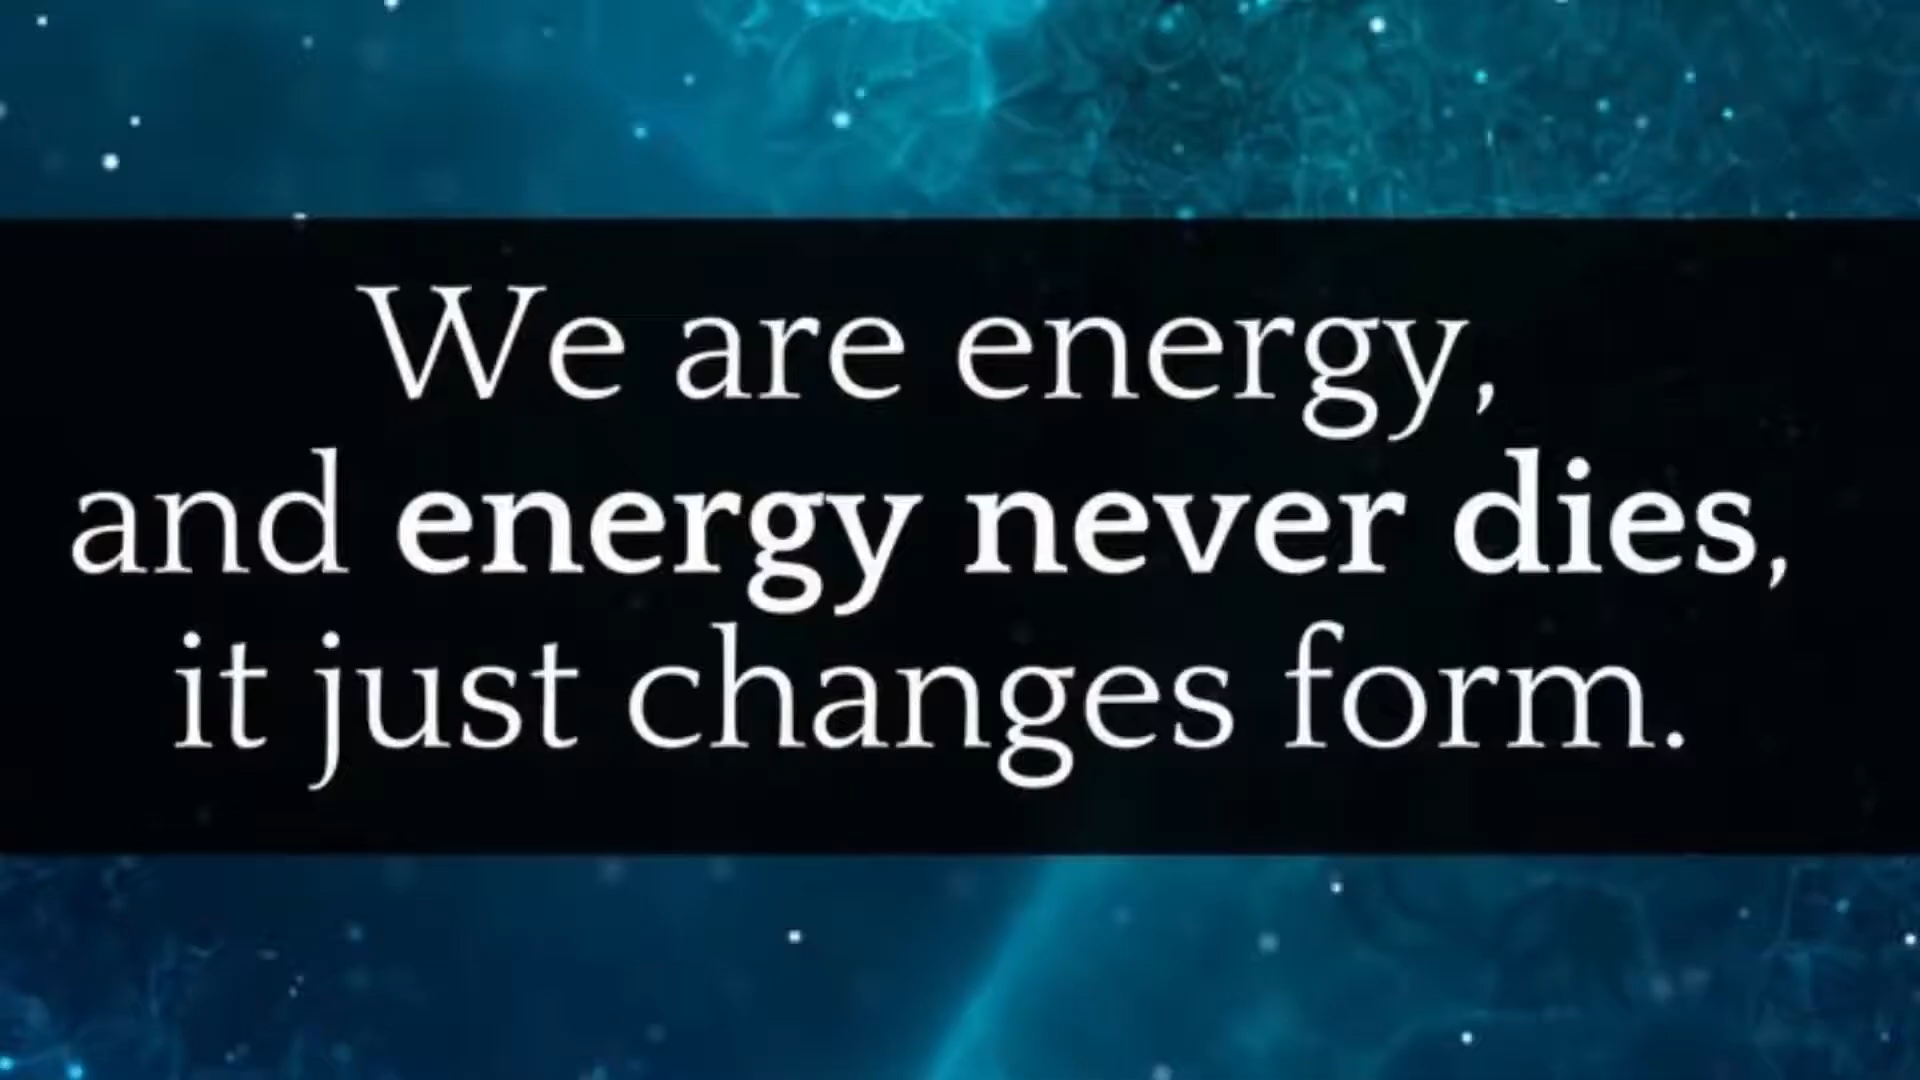 We are energy,
and energy never dies,
it just changes form.